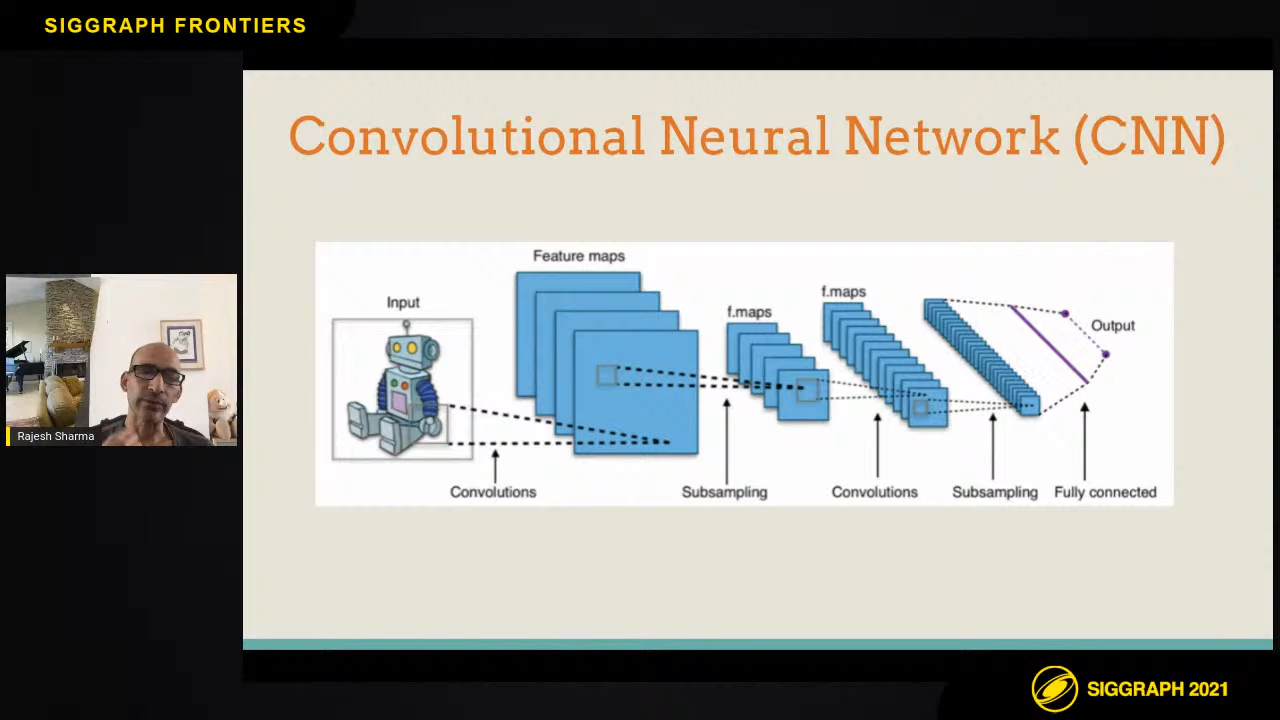 SIGGRAPH FRONTIERS
Convolutional Neural Network (CNN)
Feature maps
Input
f.maps
f.maps
Output
Convolutions
Subsampling
Convolutions
Subsampling
Fully connected
Rajesh Sharma
SIGGRAPH 2021